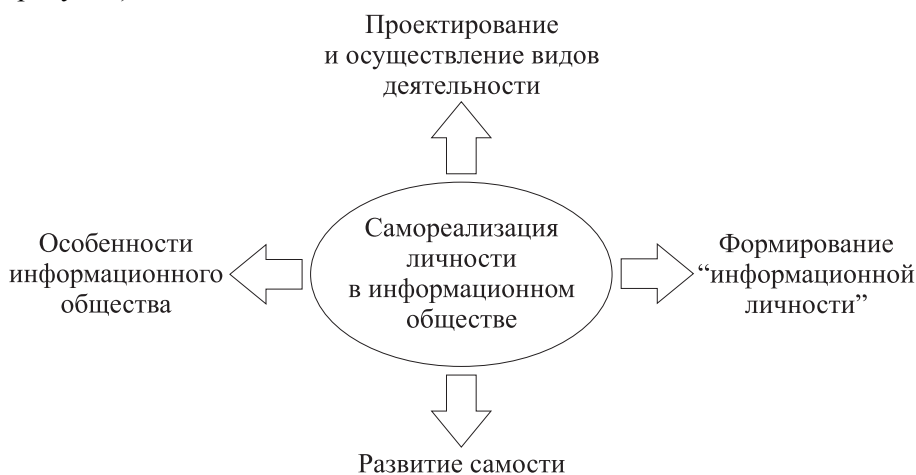 Проектирование
и осуществление видов
деятельности
Особенности
информационного
общества
Самореализация
личности
в информационном
обществе
Формирование
“информационной
личности”
Развитие самости